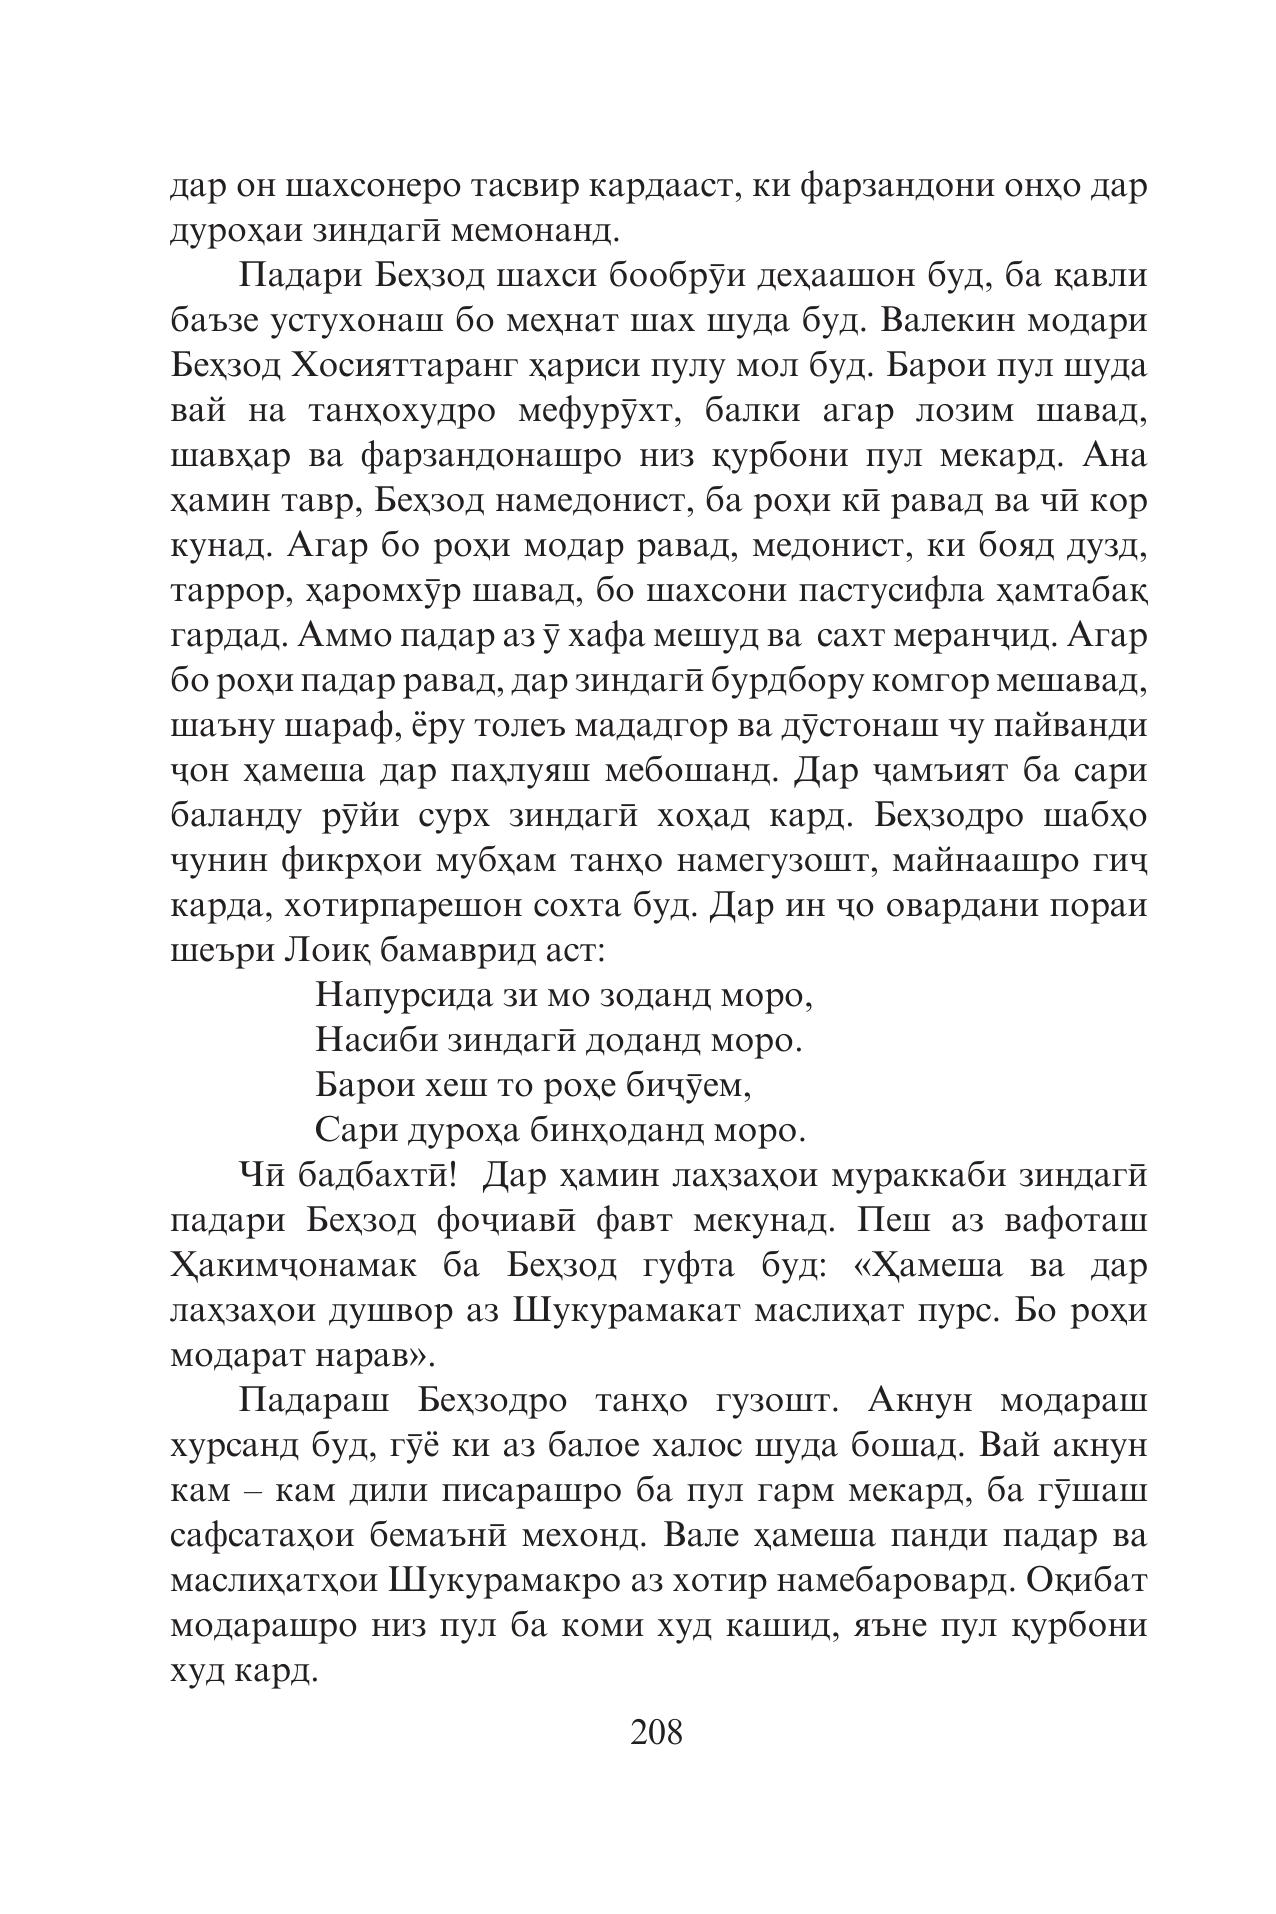 дар он шахсонеро тасвир кардааст, ки фарзандони онҳо дар
дуроҳаи зиндагӣ мемонанд.
Падари Беҳзод шахси бообрӯи деҳаашон буд, ба қавли
баъзе устухонаш бо меҳнат шах шуда буд. Валекин модари
Беҳзод Хосияттаранг ҳариси пулу мол буд. Барои пул шуда
вай на танҳохудро мефурӯхт, балки агар лозим шавад,
шавҳар ва фарзандонашро низ қурбони пул мекард. Ана
ҳамин тавр, Беҳзод намедонист, ба роҳи кӣ равад ва чӣ кор
кунад. Агар бо роҳи модар равад, медонист, ки бояд дузд,
таррор, ҳаромхӯр шавад, бо шахсони пастусифла ҳамтабақ
гардад. Аммо падар аз ӯ хафа мешуд ва сахт меранҷид. Агар
бо роҳи падар равад, дар зиндагӣ бурдбору комгор мешавад,
шаъну шараф, ёру толеъ мададгор ва дӯстонаш чу пайванди
ҷон ҳамеша дар паҳлуяш мебошанд. Дар ҷамъият ба сари
баланду рӯйи сурх зиндагӣ хоҳад кард. Беҳзодро шабҳо
чунин фикрҳои мубҳам танҳо намегузошт, майнаашро гиҷ
карда, хотирпарешон сохта буд. Дар ин ҷо овардани пораи
шеъри Лоиқ бамаврид аст:
Напурсида зи мо зоданд моро,
Насиби зиндагӣ доданд моро.
Барои хеш то роҳе биҷӯем,
Сари дуроҳа бинҳоданд моро.
Чӣ бадбахтӣ! Дар ҳамин лаҳзаҳои мураккаби зиндагӣ
падари Беҳзод фоҷиавӣ фавт мекунад. Пеш аз вафоташ
Ҳакимҷонамак ба Беҳзод гуфта буд: «Ҳамеша ва дар
лаҳзаҳои душвор аз Шукурамакат маслиҳат пурс. Бо роҳи
модарат нарав».
Падараш Беҳзодро танҳо гузошт. Акнун модараш
хурсанд буд, гӯё ки аз балое халос шуда бошад. Вай акнун
кам – кам дили писарашро ба пул гарм мекард, ба гӯшаш
сафсатаҳои бемаънӣ мехонд. Вале ҳамеша панди падар ва
маслиҳатҳои Шукурамакро аз хотир намебаровард. Оқибат
модарашро низ пул ба коми худ кашид, яъне пул қурбони
худ кард.
208